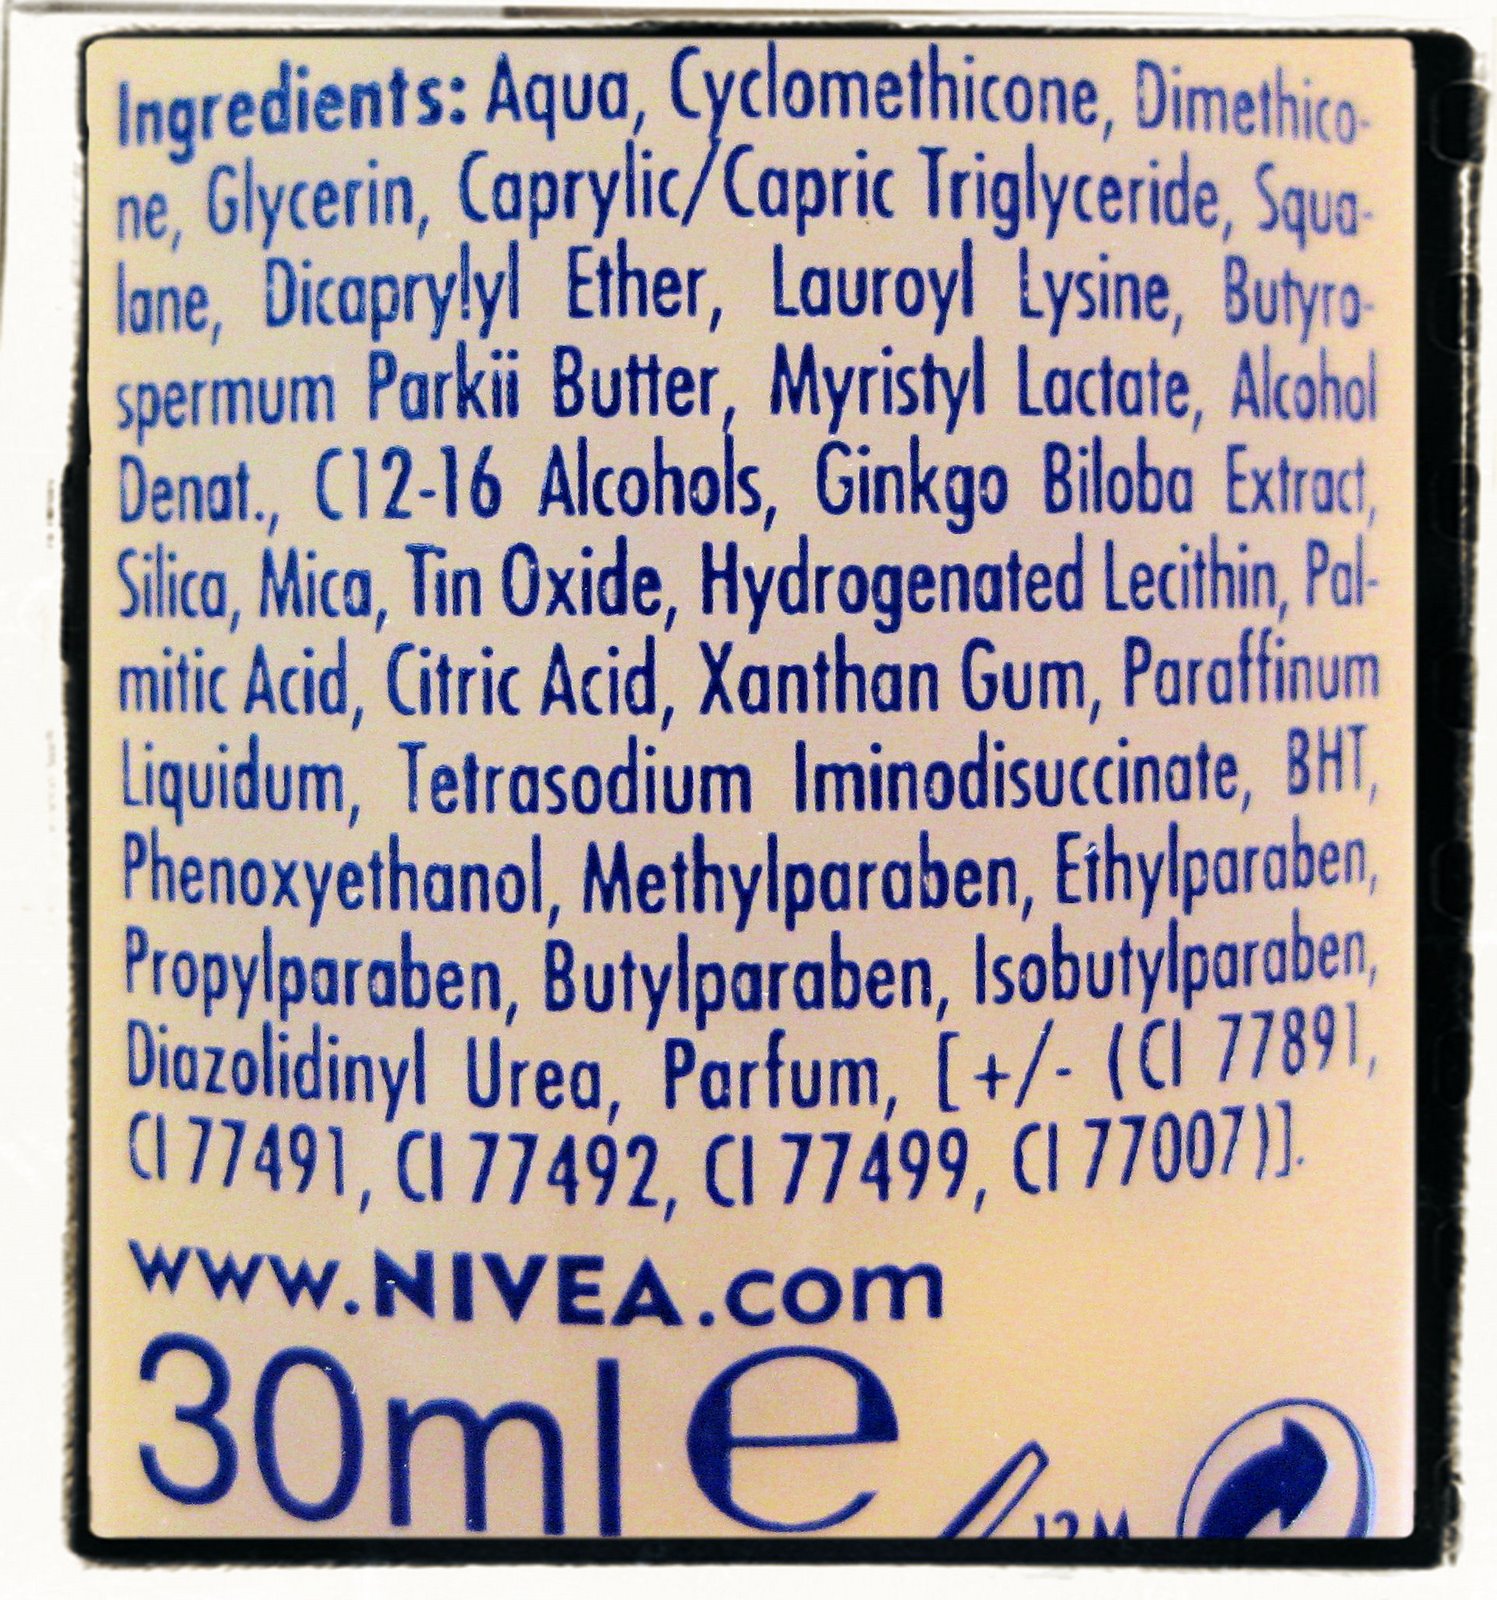 Ingredients: Aqua, Cyclomethicone, Dimethico-
ne, Glycerin, Caprylic/Capric Triglyceride, Squa-
lane, Dicaprylyl Ether, Lauroyl Lysine, Butyro-
spermum Parkii Butter, Myristyl Lactate, Alcohol
Denat., C12-16 Alcohols, Ginkgo Biloba Extract,
Silica, Mica, Tin Oxide, Hydrogenated Lecithin, Pal-
mitic Acid, Citric Acid, Xanthan Gum, Paraffinum
Liquidum, Tetrasodium Iminodisuccinate, BHT,
Phenoxyethanol, Methylparaben, Ethylparaben,
Propylparaben, Butylparaben, Isobutylparaben,
Diazolidinyl Urea, Parfum, [+/- (CI 77891,
CI 77491, CI 77492, CI 77499, CI 77007)].
www.NIVEA.com
30ml e
12M